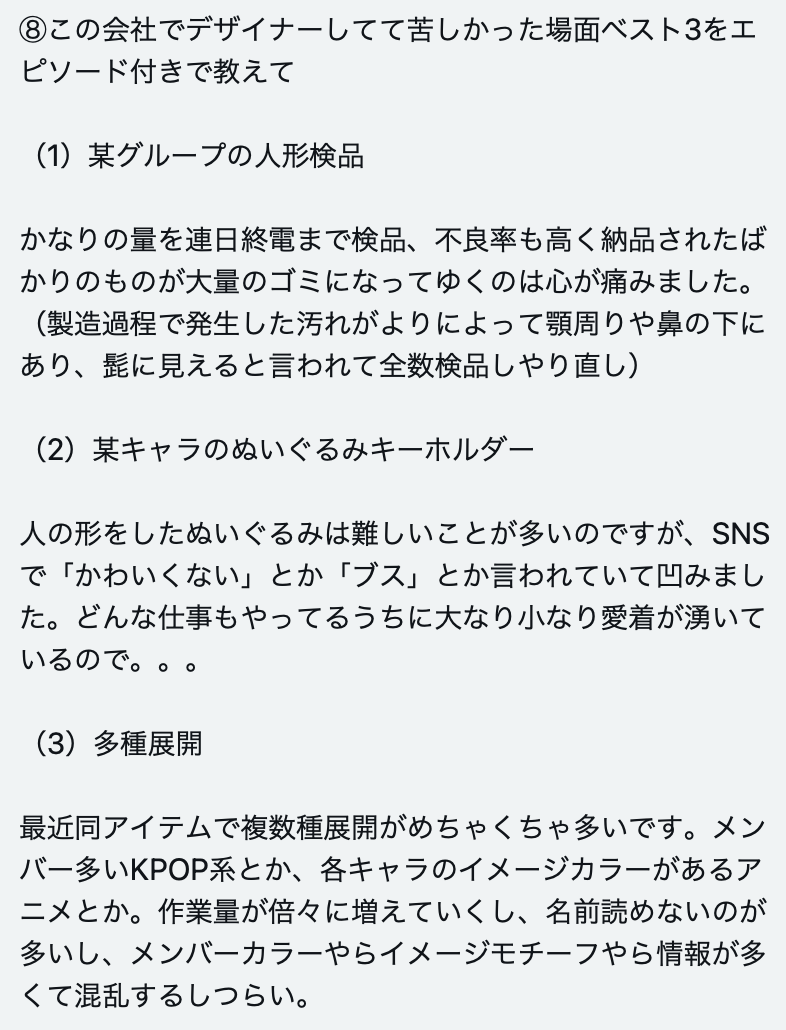 ⑧この会社でデザイナーしてて苦しかった場面ベスト3をエ
ピソード付きで教えて
（1）某グループの人形検品
かなりの量を連日終電まで検品、不良率も高く納品されたば
かりのものが大量のゴミになってゆくのは心が痛みました。
（製造過程で発生した汚れがよりによって顎周りや鼻の下に
あり、髭に見えると言われて全数検品しやり直し）
（2）某キャラのぬいぐるみキーホルダー
人の形をしたぬいぐるみは難しいことが多いのですが、SNS
で「かわいくない」とか「ブス」とか言われていて凹みまし
た。どんな仕事もやってるうちに大なり小なり愛着が湧いて
いるので。。。
（3）多種展開
最近同アイテムで複数種展開がめちゃくちゃ多いです。メン
バー多いKPOP系とか、各キャラのイメージカラーがあるア
ニメとか。作業量が倍々に増えていくし、名前読めないのが
多いし、メンバーカラーやらイメージモチーフやら情報が多
くて混乱するしつらい。